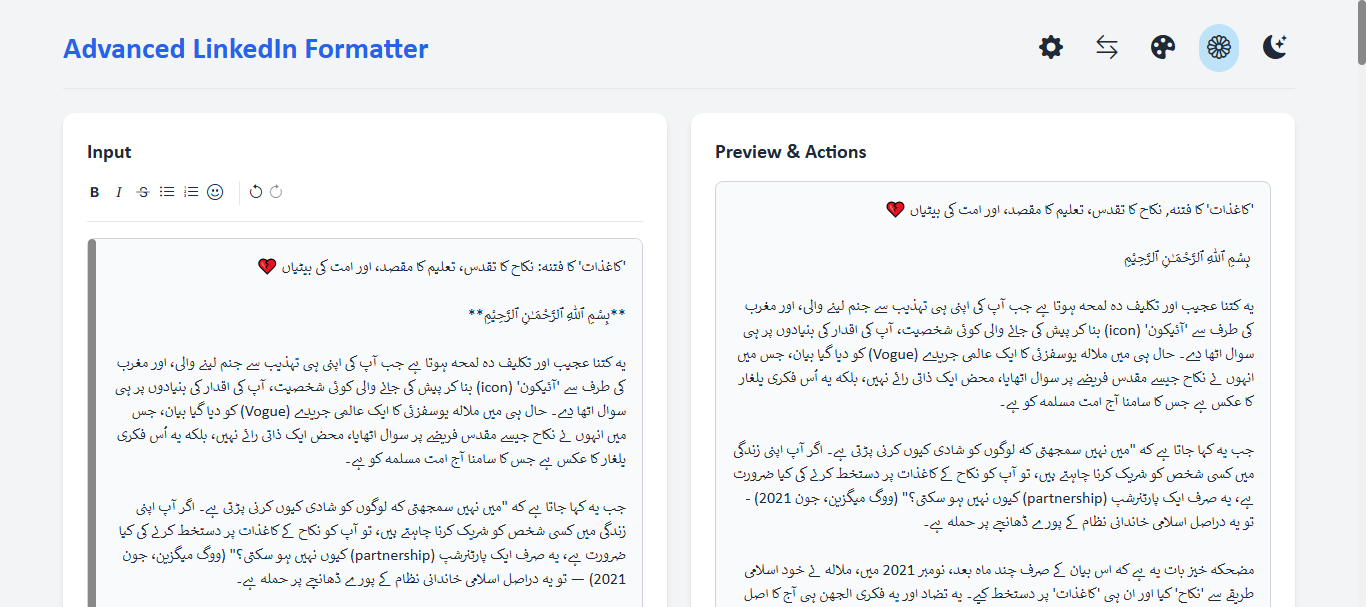 Advanced LinkedIn Formatter
Input
B I S
'کاغذات' کا فتنہ: نکاح کا تقدس، تعلیم کا مقصد، اور امت کی بیٹیاں 💔
**بِسْمِ ٱللَّهِ ٱلرَّحْمَـٰنِ ٱلرَّحِيْمِ**
یہ کتنا عجیب اور تکلیف دہ لمحہ ہوتا ہے جب آپ کی اپنی ہی تہذیب سے جنم لینے والی، اور مغرب
کی طرف سے 'آئیکون' (icon) بنا کر پیش کی جانے والی کوئی شخصیت، آپ کی اقدار کی بنیادوں پر ہی
سوال اٹھا دے۔ حال ہی میں ملالہ یوسفزئی کا ایک عالمی جریدے (Vogue) کو دیا گیا بیان، جس
میں انہوں نے نکاح جیسے مقدس فریضے پر سوال اٹھایا، محض ایک ذاتی رائے نہیں، بلکہ یہ اُس فکری
یلغار کا عکس ہے جس کا سامنا آج امت مسلمہ کو ہے۔
جب یہ کہا جاتا ہے کہ "میں نہیں سمجھتی کہ لوگوں کو شادی کیوں کرنی پڑتی ہے۔ اگر آپ اپنی
زندگی میں کسی شخص کو شریک کرنا چاہتے ہیں، تو آپ کو نکاح کے کاغذات پر دستخط کرنے کی کیا
ضرورت ہے، یہ صرف ایک پارٹنرشپ (partnership) کیوں نہیں ہو سکتی؟" (ووگ میگزین، جون
2021) — تو یہ دراصل اسلامی خاندانی نظام کے پورے ڈھانچے پر حملہ ہے۔
Preview & Actions
'کاغذات' کا فتنہ, نکاح کا تقدس، تعلیم کا مقصد، اور امت کی بیٹیاں 💔
بِسْمِ ٱللَّهِ ٱلرَّحْمَـٰنِ ٱلرَّحِيْمِ
یہ کتنا عجیب اور تکلیف دہ لمحہ ہوتا ہے جب آپ کی اپنی ہی تہذیب سے جنم لینے والی، اور مغرب
کی طرف سے 'آئیکون' (icon) بنا کر پیش کی جانے والی کوئی شخصیت، آپ کی اقدار کی بنیادوں پر ہی
سوال اٹھا دے۔ حال ہی میں ملالہ یوسفزئی کا ایک عالمی جریدے (Vogue) کو دیا گیا بیان، جس میں
انہوں نے نکاح جیسے مقدس فریضے پر سوال اٹھایا، محض ایک ذاتی رائے نہیں، بلکہ یہ اُس فکری یلغار
کا عکس ہے جس کا سامنا آج امت مسلمہ کو ہے۔
جب یہ کہا جاتا ہے کہ "میں نہیں سمجھتی کہ لوگوں کو شادی کیوں کرنی پڑتی ہے۔ اگر آپ اپنی زندگی
میں کسی شخص کو شریک کرنا چاہتے ہیں، تو آپ کو نکاح کے کاغذات پر دستخط کرنے کی کیا ضرورت
ہے، یہ صرف ایک پارٹنرشپ (partnership) کیوں نہیں ہو سکتی؟" (ووگ میگزین، جون 2021) -
تو یہ دراصل اسلامی خاندانی نظام کے پورے ڈھانچے پر حملہ ہے۔
مضحکہ خیز بات یہ ہے کہ اس بیان کے صرف چند ماہ بعد، نومبر 2021 میں، ملالہ نے خود اسلامی
طریقے سے 'نکاح' کیا اور ان ہی 'کاغذات' پر دستخط کیے۔ یہ تضاد اور یہ فکری الجھن ہی آج کا اصل